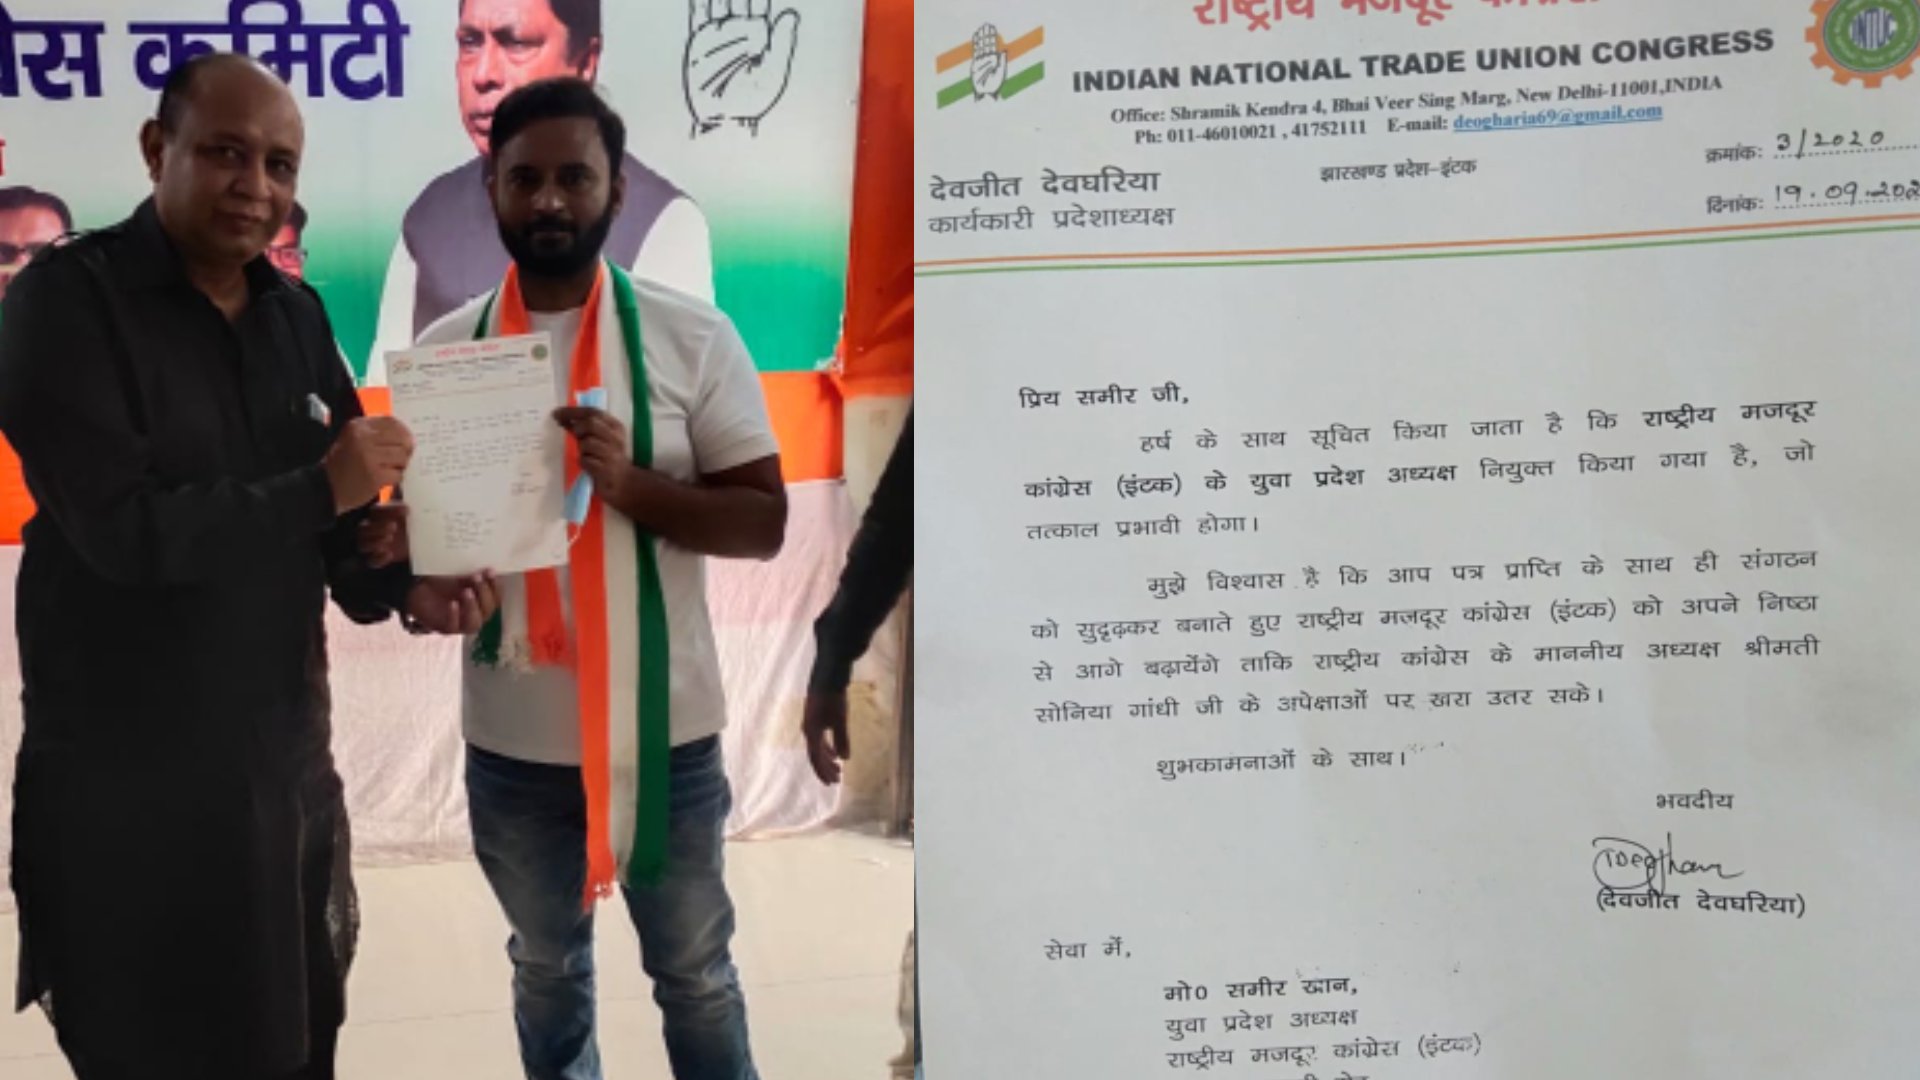 ेस कमिटी
राष्ट्रीय मजदूर कांग्रेस
INDIAN NATIONAL TRADE UNION CONGRESS
Office: Shramik Kendra 4, Bhai Veer Sing Marg, New Delhi-11001,INDIA
Ph: 011-46010021 , 41752111 E-mail: deogharia69@gmail.com
INTUC
झारखण्ड प्रदेश-इंटक
क्रमांक: 3/2020
देवजीत देवघरिया
कार्यकारी प्रदेशाध्यक्ष
दिनांक: 19.09.202
प्रिय समीर जी,
हर्ष के साथ सूचित किया जाता है कि राष्ट्रीय मजदूर
कांग्रेस (इंटक) के युवा प्रदेश अध्यक्ष नियुक्त किया गया है, जो
तत्काल प्रभावी होगा।
मुझे विश्वास है कि आप पत्र प्राप्ति के साथ ही संगटन
को सुदृढ़कर बनाते हुए राष्ट्रीय मजदूर कांग्रेस (इंटक) को अपने निष्ठा
से आगे बढ़ायेंगे ताकि राष्ट्रीय कांग्रेस के माननीय अध्यक्ष श्रीमती
सोनिया गांधी जी के अपेक्षाओं पर खरा उतर सके।
शुभकामनाओं के साथ।
भवदीय
(देवजीत देवघरिया)
सेवा में,
मो0 समीर खान,
युवा प्रदेश अध्यक्ष
राष्ट्रीय मजदूर कांग्रेस (इंटक)